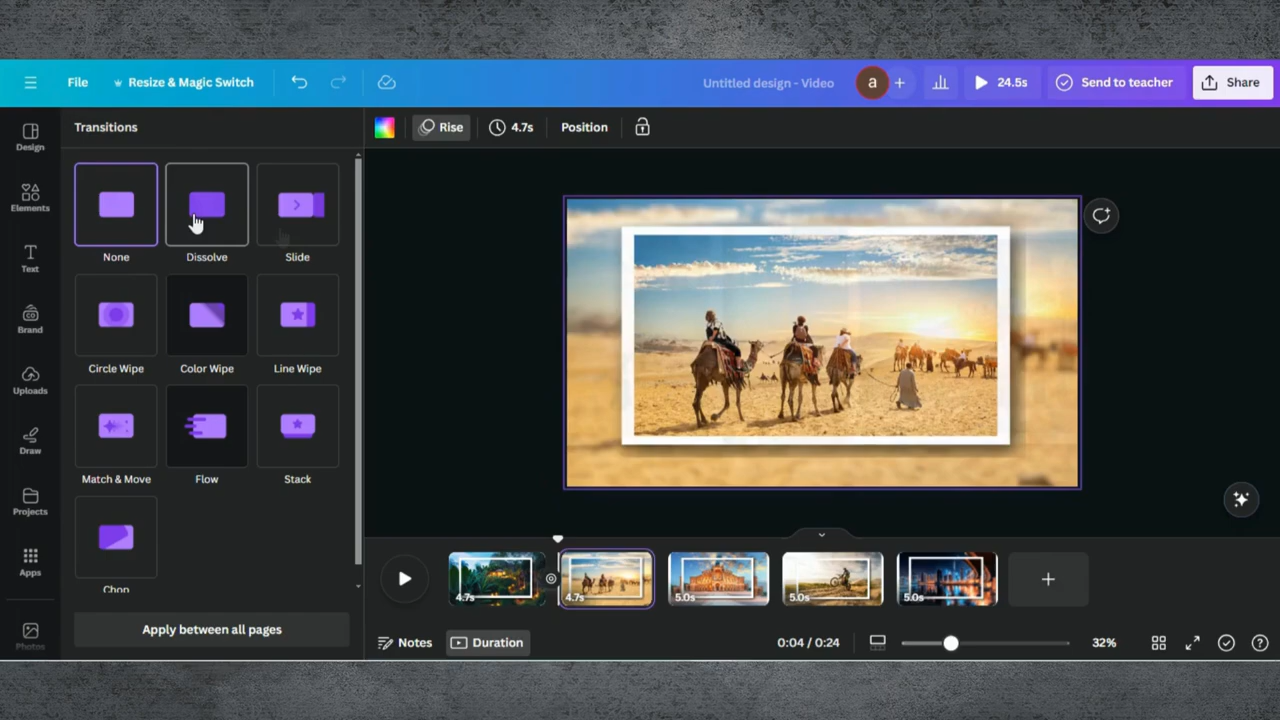 File
Resize & Magic Switch
Untitled design - Video
a
24.5s
Send to teacher
Share
Design
Elements
Text
Brand
Uploads
Draw
Projects
Apps
Photos
Transitions
None
Dissolve
Slide
Circle Wipe
Color Wipe
Line Wipe
Match & Move
Flow
Stack
Chop
Apply between all pages
Rise
4.7s
Position
4.7s
4.7s
5.0s
5.0s
5.0s
Notes
Duration
0:04 / 0:24
32%